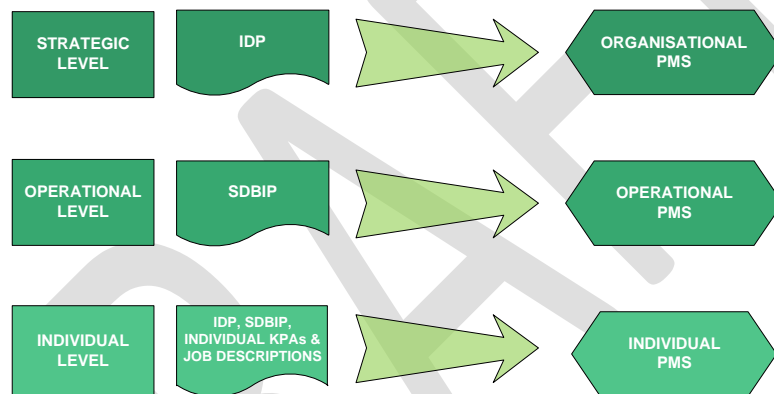 STRATEGIC
LEVEL
IDP
ORGANISATIONAL
PMS
OPERATIONAL
LEVEL
SDBIP
OPERATIONAL
PMS
INDIVIDUAL
LEVEL
IDP, SDBIP,
INDIVIDUAL KPAs &
JOB DESCRIPTIONS
INDIVIDUAL
PMS